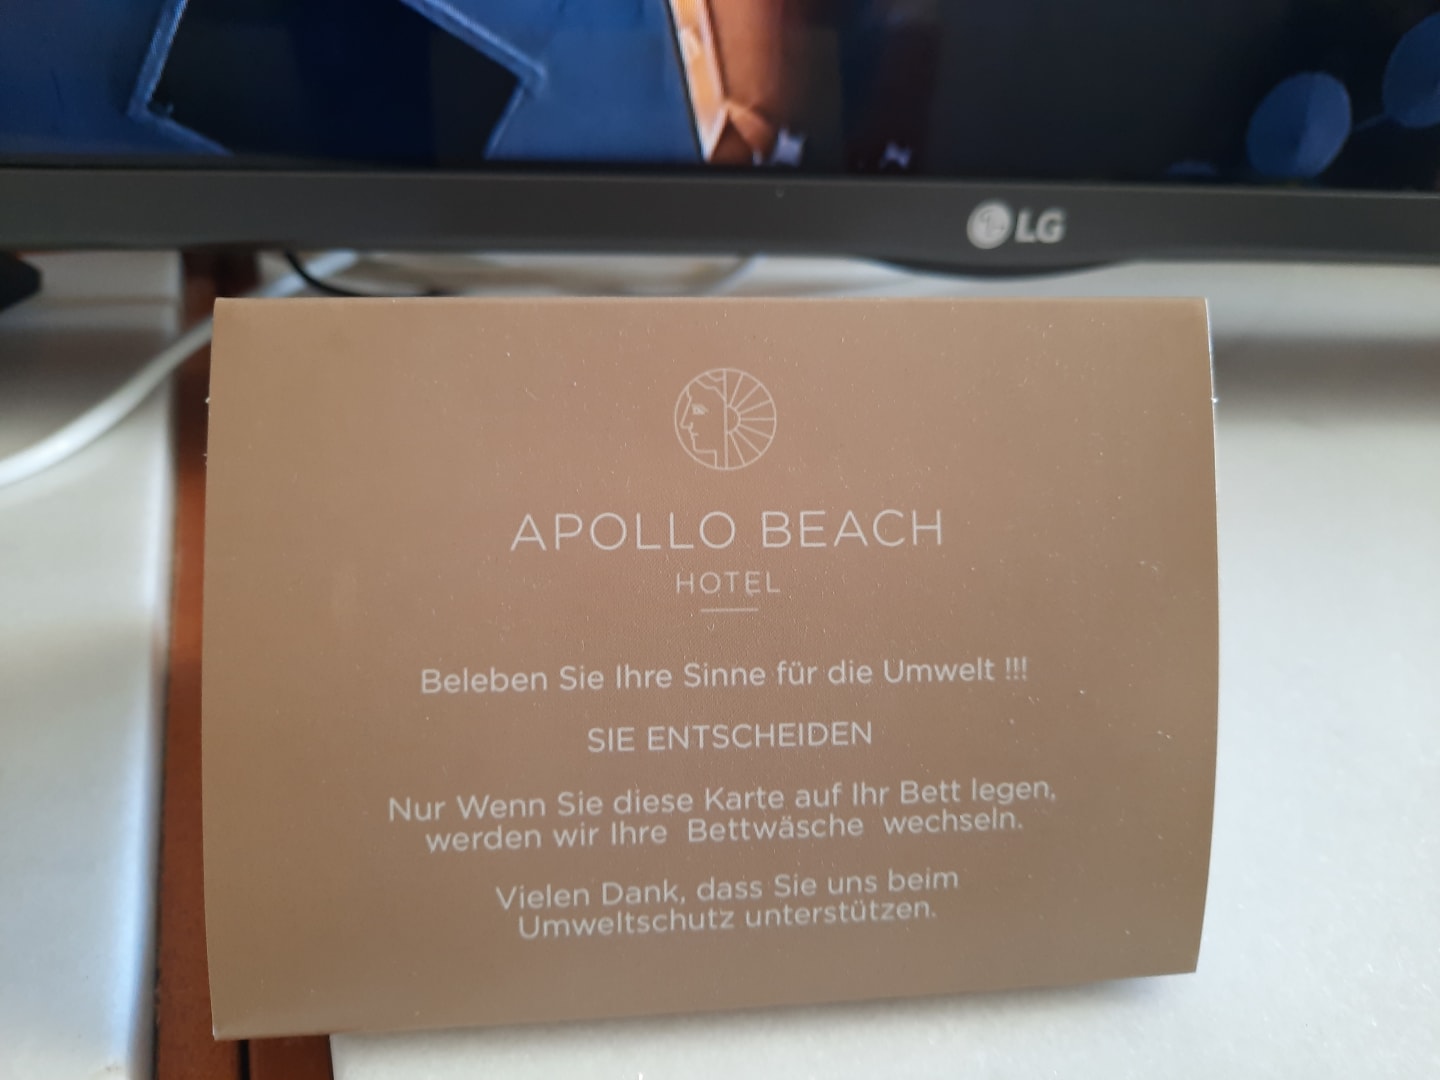 LG
APOLLO BEACH
HOTEL
Beleben Sie Ihre Sinne für die Umwelt !!!
SIE ENTSCHEIDEN
Nur Wenn Sie diese Karte auf Ihr Bett legen,
werden wir Ihre Bettwäsche wechseln.
Vielen Dank, dass Sie uns beim
Umweltschutz unterstützen.